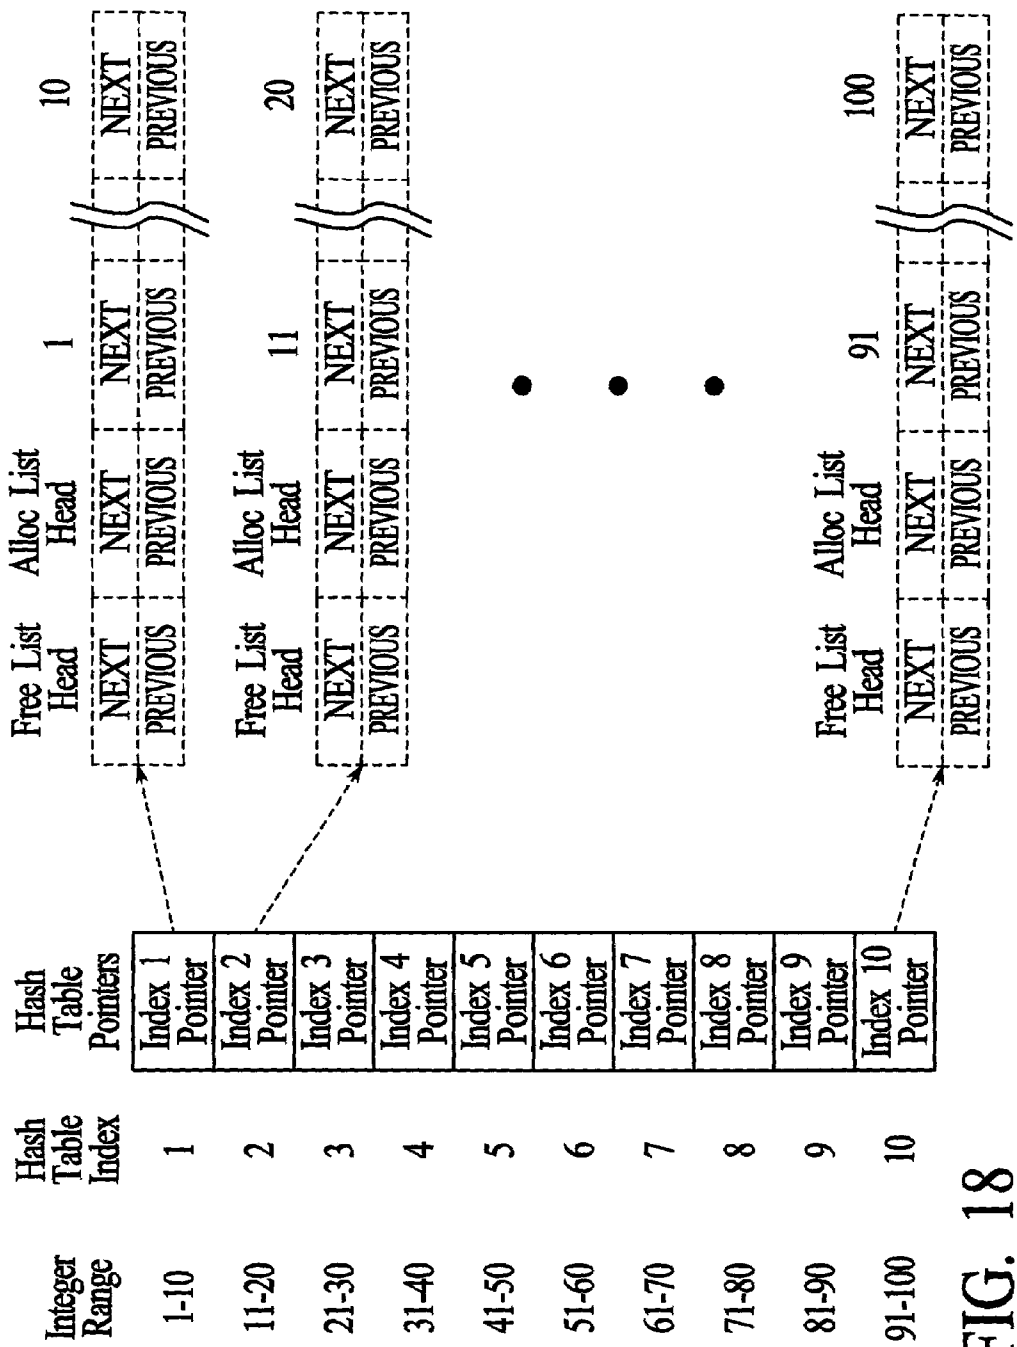 Integer
Range
Hash
Table
Index
Hash
Table
Pointers
1-10
1
Index 1
Pointer
11-20
2
Index 2
Pointer
21-30
3
Index 3
Pointer
31-40
4
Index 4
Pointer
41-50
5
Index 5
Pointer
51-60
6
Index 6
Pointer
61-70
7
Index 7
Pointer
71-80
8
Index 8
Pointer
81-90
9
Index 9
Pointer
91-100
10
Index 10
Pointer
Free List
Head
Alloc List
Head
1
10
NEXT NEXT NEXT NEXT
PREVIOUS PREVIOUS PREVIOUS PREVIOUS
Free List
Head
Alloc List
Head
11
20
NEXT NEXT NEXT NEXT
PREVIOUS PREVIOUS PREVIOUS PREVIOUS
Free List
Head
Alloc List
Head
91
100
NEXT NEXT NEXT NEXT
PREVIOUS PREVIOUS PREVIOUS PREVIOUS
FIG. 18